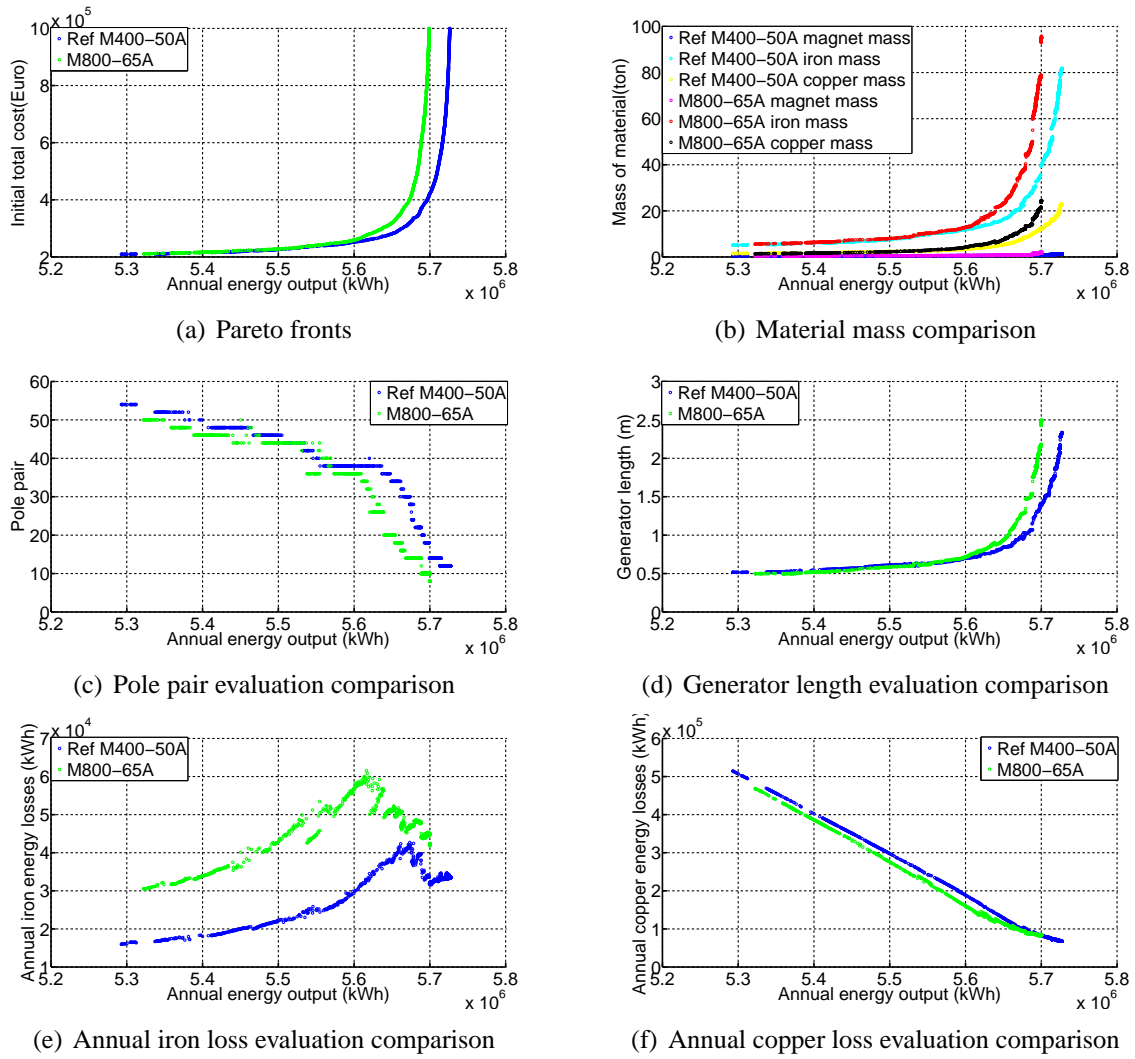 x 10^5
Ref M400−50A
M800−65A
Initial total cost(Euro)
10
8
6
4
2
5.2 5.3 5.4 5.5 5.6 5.7 5.8
Annual energy output (kWh)
x 10^6
(a) Pareto fronts
Ref M400−50A magnet mass
Ref M400−50A iron mass
Ref M400−50A copper mass
M800−65A magnet mass
M800−65A iron mass
M800−65A copper mass
Mass of material(ton)
100
80
60
40
20
0
5.2 5.3 5.4 5.5 5.6 5.7 5.8
Annual energy output (kWh)
x 10^6
(b) Material mass comparison
Ref M400−50A
M800−65A
Pole pair
60
50
40
30
20
10
0
5.2 5.3 5.4 5.5 5.6 5.7 5.8
Annual energy output (kWh)
x 10^6
(c) Pole pair evaluation comparison
Ref M400−50A
M800−65A
Generator length (m)
3
2.5
2
1.5
1
0.5
0
5.2 5.3 5.4 5.5 5.6 5.7 5.8
Annual energy output (kWh)
x 10^6
(d) Generator length evaluation comparison
x 10^4
Ref M400−50A
M800−65A
Annual iron energy losses (kWh)
7
6
5
4
3
2
1
5.2 5.3 5.4 5.5 5.6 5.7 5.8
Annual energy output (kWh)
x 10^6
(e) Annual iron loss evaluation comparison
x 10^5
Ref M400−50A
M800−65A
Annual copper energy losses (kWh)
6
5
4
3
2
1
0
5.2 5.3 5.4 5.5 5.6 5.7 5.8
Annual energy output (kWh)
x 10^6
(f) Annual copper loss evaluation comparison